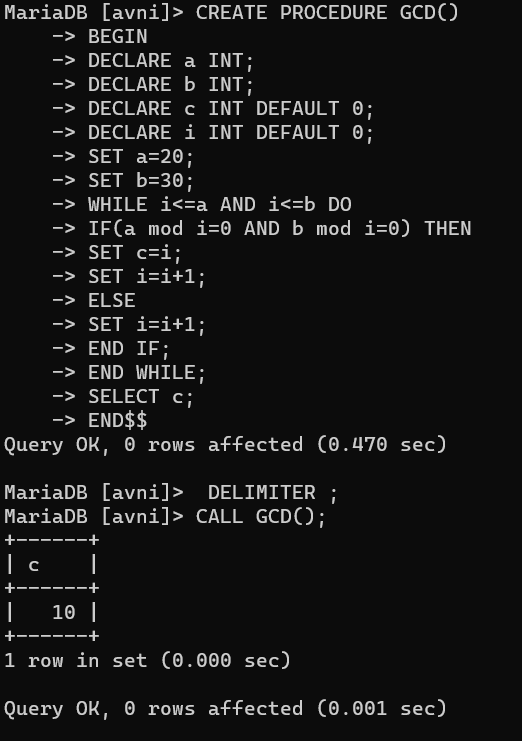 MariaDB [avni]> CREATE PROCEDURE GCD()
    -> BEGIN
    -> DECLARE a INT;
    -> DECLARE b INT;
    -> DECLARE c INT DEFAULT 0;
    -> DECLARE i INT DEFAULT 0;
    -> SET a=20;
    -> SET b=30;
    -> WHILE i<=a AND i<=b DO
    -> IF(a mod i=0 AND b mod i=0) THEN
    -> SET c=i;
    -> SET i=i+1;
    -> ELSE
    -> SET i=i+1;
    -> END IF;
    -> END WHILE;
    -> SELECT c;
    -> END$$
Query OK, 0 rows affected (0.470 sec)

MariaDB [avni]>  DELIMITER ;
MariaDB [avni]> CALL GCD();
+------+
| c    |
+------+
|   10 |
+------+
1 row in set (0.000 sec)

Query OK, 0 rows affected (0.001 sec)